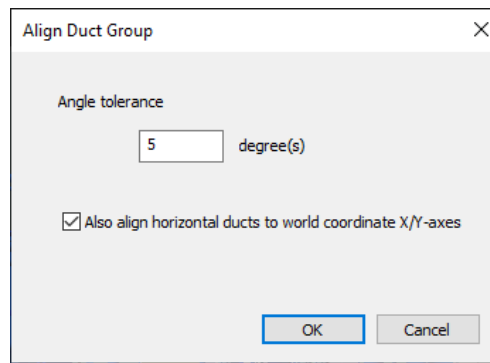 Align Duct Group
Angle tolerance
5 degree(s)
Also align horizontal ducts to world coordinate X/Y-axes
OK Cancel